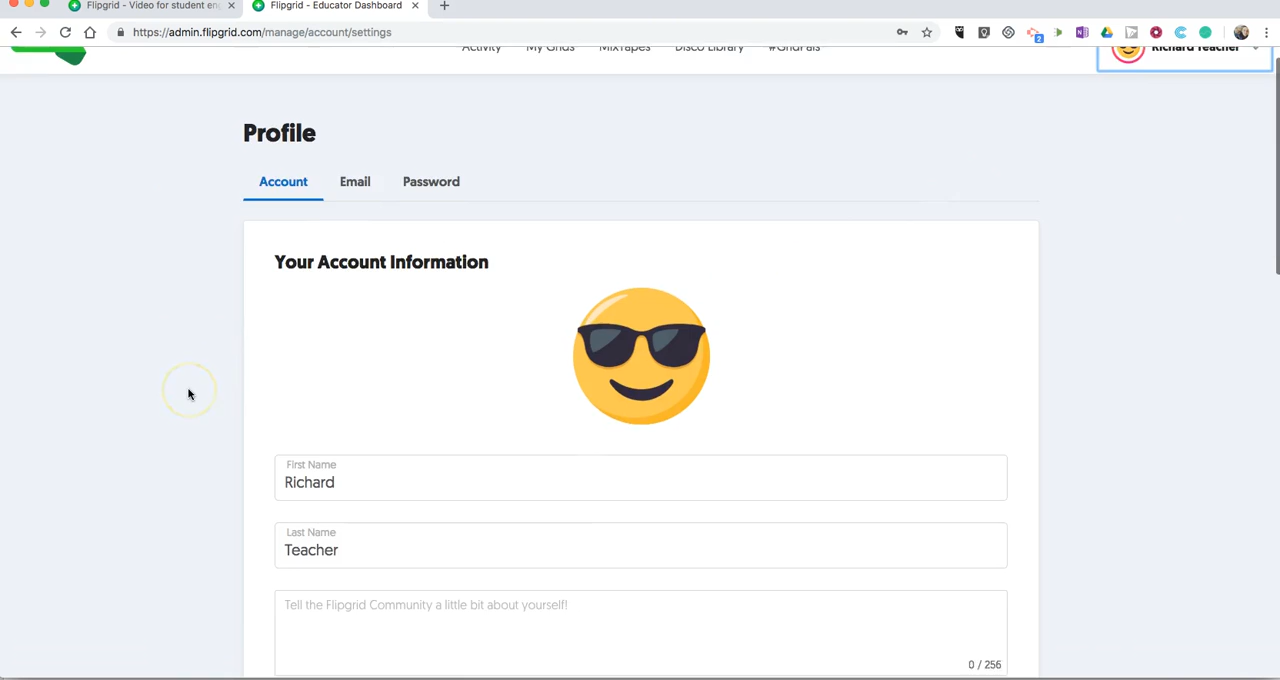 Flipgrid - Video for student en
Flipgrid - Educator Dashboard
https://admin.flipgrid.com/manage/account/settings
2
Activity My Grids MixTapes Disco Library #GridPals
Richard Teacher
Profile
Account Email Password
Your Account Information
First Name
Richard
Last Name
Teacher
Tell the Flipgrid Community a little bit about yourself!
0 / 256